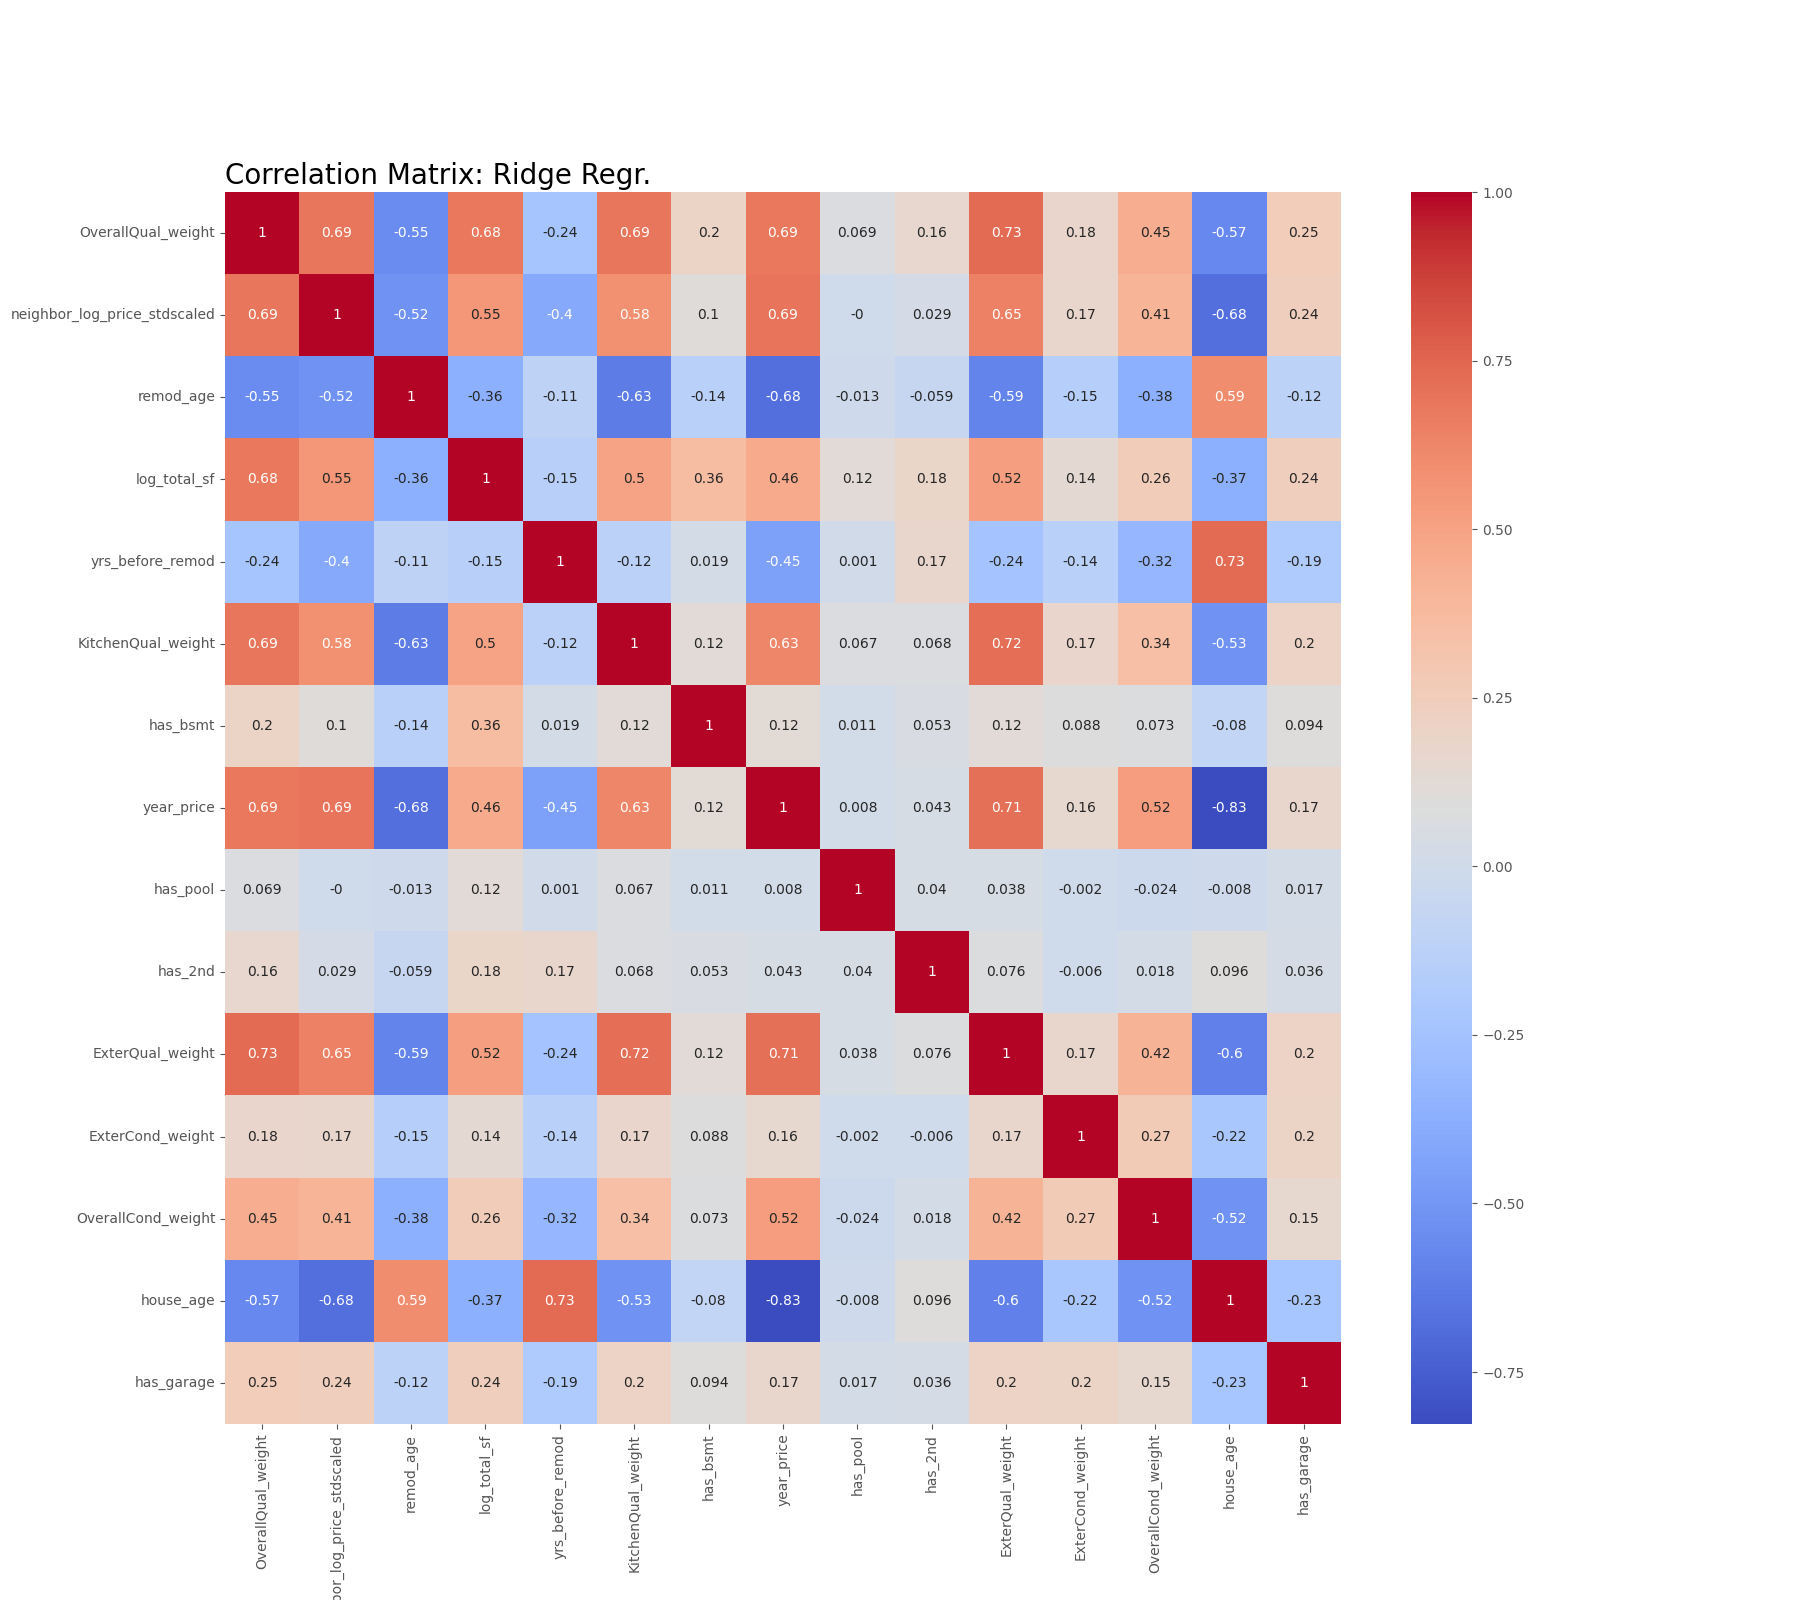 Correlation Matrix: Ridge Regr.
OverallQual_weight 1 0.69 -0.55 0.68 -0.24 0.69 0.2 0.69 0.069 0.16 0.73 0.18 0.45 -0.57 0.25
neighbor_log_price_stdscaled 0.69 1 -0.52 0.55 -0.4 0.58 0.1 0.69 -0 0.029 0.65 0.17 0.41 -0.68 0.24
remod_age -0.55 -0.52 1 -0.36 -0.11 -0.63 -0.14 -0.68 -0.013 -0.059 -0.59 -0.15 -0.38 0.59 -0.12
log_total_sf 0.68 0.55 -0.36 1 -0.15 0.5 0.36 0.46 0.12 0.18 0.52 0.14 0.26 -0.37 0.24
yrs_before_remod -0.24 -0.4 -0.11 -0.15 1 -0.12 0.019 -0.45 0.001 0.17 -0.24 -0.14 -0.32 0.73 -0.19
KitchenQual_weight 0.69 0.58 -0.63 0.5 -0.12 1 0.12 0.63 0.067 0.068 0.72 0.17 0.34 -0.53 0.2
has_bsmt 0.2 0.1 -0.14 0.36 0.019 0.12 1 0.12 0.011 0.053 0.12 0.088 0.073 -0.08 0.094
year_price 0.69 0.69 -0.68 0.46 -0.45 0.63 0.12 1 0.008 0.043 0.71 0.16 0.52 -0.83 0.17
has_pool 0.069 -0 -0.013 0.12 0.001 0.067 0.011 0.008 1 0.04 0.038 -0.002 -0.024 -0.008 0.017
has_2nd 0.16 0.029 -0.059 0.18 0.17 0.068 0.053 0.043 0.04 1 0.076 -0.006 0.018 0.096 0.036
ExterQual_weight 0.73 0.65 -0.59 0.52 -0.24 0.72 0.12 0.71 0.038 0.076 1 0.17 0.42 -0.6 0.2
ExterCond_weight 0.18 0.17 -0.15 0.14 -0.14 0.17 0.088 0.16 -0.002 -0.006 0.17 1 0.27 -0.22 0.2
OverallCond_weight 0.45 0.41 -0.38 0.26 -0.32 0.34 0.073 0.52 -0.024 0.018 0.42 0.27 1 -0.52 0.15
house_age -0.57 -0.68 0.59 -0.37 0.73 -0.53 -0.08 -0.83 -0.008 0.096 -0.6 -0.22 -0.52 1 -0.23
has_garage 0.25 0.24 -0.12 0.24 -0.19 0.2 0.094 0.17 0.017 0.036 0.2 0.2 0.15 -0.23 1
OverallQual_weight
bor_log_price_stdscaled
remod_age
log_total_sf
yrs_before_remod
KitchenQual_weight
has_bsmt
year_price
has_pool
has_2nd
ExterQual_weight
ExterCond_weight
OverallCond_weight
house_age
has_garage
1.00
0.75
0.50
0.25
0.00
−0.25
−0.50
−0.75